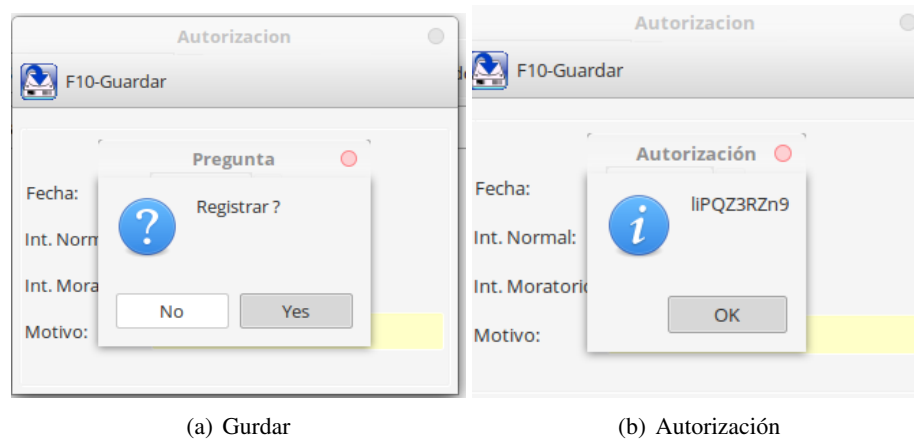 Autorizacion
F10-Guardar
Pregunta
Fecha:
Registrar ?
Int. Norm
Int. Mora
No
Yes
Motivo:
(a) Gurdar
Autorizacion
F10-Guardar
Autorización
Fecha:
liPQZ3RZn9
Int. Normal:
Int. Moratorio
OK
Motivo:
(b) Autorización